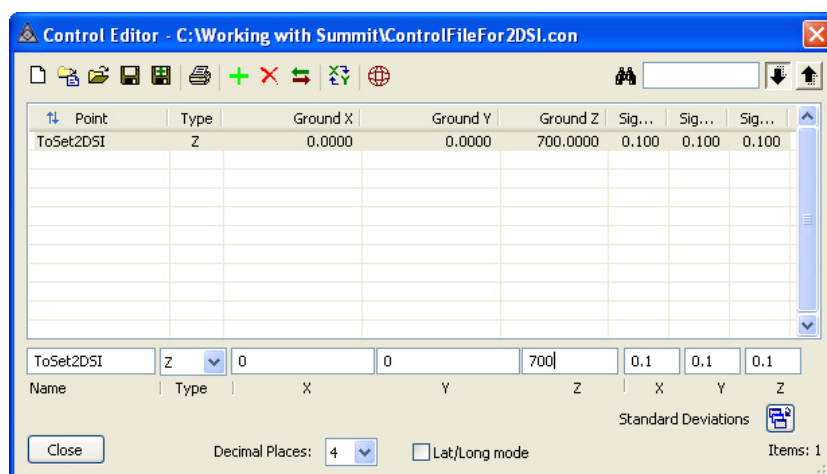 Control Editor - C:\Working with Summit\ControlFileFor2DSI.con
Point Type Ground X Ground Y Ground Z Sig... Sig... Sig...
ToSet2DSI Z 0.0000 0.0000 700.0000 0.100 0.100 0.100
ToSet2DSI Z 0 0 700 0.1 0.1 0.1
Name Type X Y Z X Y Z
Standard Deviations
Close Decimal Places: 4 Lat/Long mode Items: 1